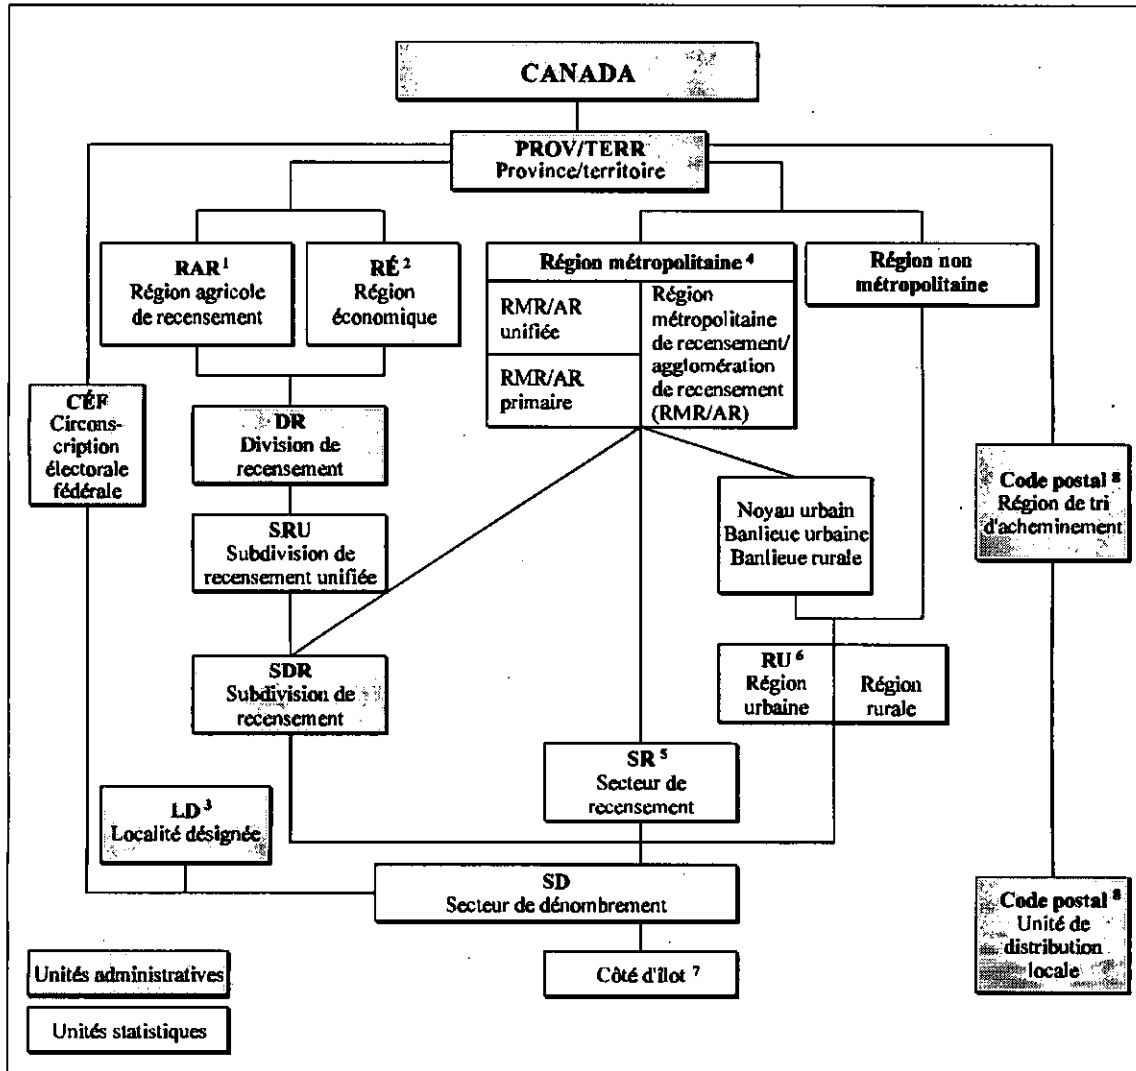 CANADA
PROV/TERR
Province/territoire
RAR 1
Région agricole
de recensement
RÉ 2
Région
économique
Région métropolitaine 4
RMR/AR
unifiée
RMR/AR
primaire
Région
métropolitaine
de recensement/
agglomération
de recensement
(RMR/AR)
Région non
métropolitaine
CÉF
Circons-
cription
électorale
fédérale
DR
Division de
recensement
SRU
Subdivision de
recensement unifiée
Noyau urbain
Banlieue urbaine
Banlieue rurale
Code postal 8
Région de tri
d'acheminement
SDR
Subdivision de
recensement
RU 6
Région
urbaine
Région
rurale
SR 5
Secteur de
recensement
LD 3
Localité désignée
SD
Secteur de dénombrement
Code postal 8
Unité de
distribution
locale
Côté d'îlot 7
Unités administratives
Unités statistiques